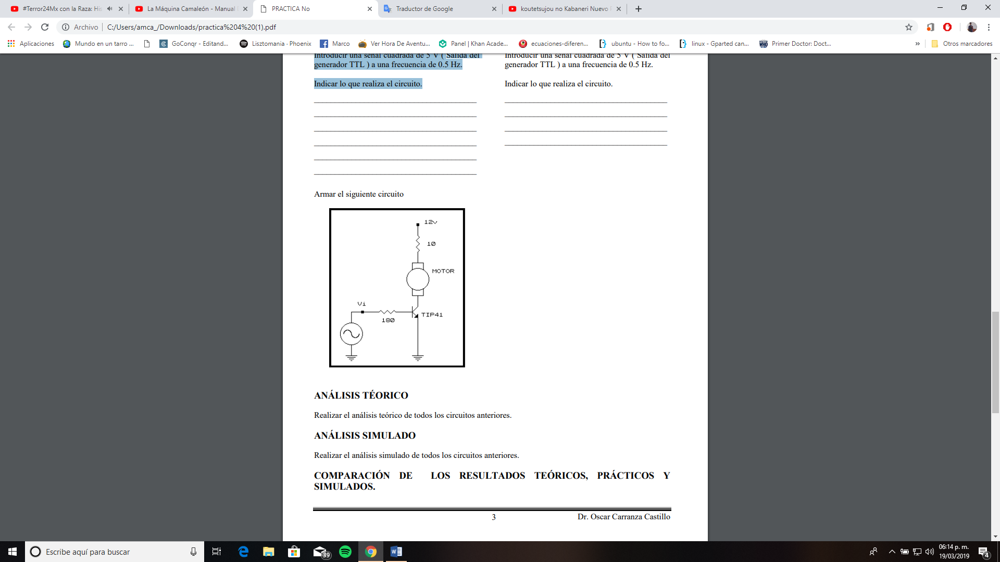 #Terror24Mx con la Raza: His
La Máquina Camaleón - Manual
PRACTICA No
Traductor de Google
koutetsujou no Kabaneri Nuevo
Archivo
C:/Users/amca_/Downloads/practica%204%20(1).pdf
Aplicaciones
Mundo en un tarro ...
GoConqr - Editand...
Lisztomania · Phoenix
Marco
Ver Hora De Aventu...
Panel | Khan Acade...
ecuaciones-diferen...
ubuntu - How to fo...
linux - Gparted can...
Primer Doctor: Doct...
»
Otros marcadores
Introducir una señal cuadrada de 5 V ( Salida del
generador TTL ) a una frecuencia de 0.5 Hz.
Indicar lo que realiza el circuito.
Introducir una señal cuadrada de 5 V ( Salida del
generador TTL ) a una frecuencia de 0.5 Hz.
Indicar lo que realiza el circuito.
Armar el siguiente circuito
12v
10
MOTOR
Vi
180
TIP41
ANÁLISIS TÉORICO
Realizar el análisis teórico de todos los circuitos anteriores.
ANÁLISIS SIMULADO
Realizar el análisis simulado de todos los circuitos anteriores.
COMPARACIÓN DE LOS RESULTADOS TEÓRICOS, PRÁCTICOS Y
SIMULADOS.
3
Dr. Oscar Carranza Castillo
Escribe aquí para buscar
39
06:14 p. m.
19/03/2019
4